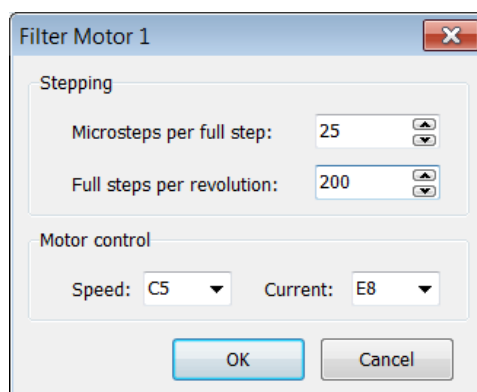 Filter Motor 1
Stepping
Microsteps per full step: 25
Full steps per revolution: 200
Motor control
Speed: C5 Current: E8
OK Cancel